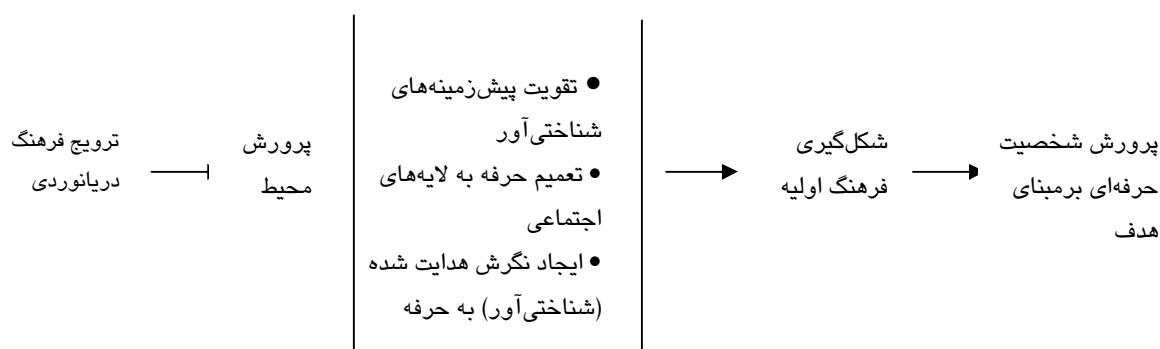 ترویج فرهنگ
دریانوردی
پرورش
محیط
● تقویت پیش‌زمینه‌های
شناختی‌آور
● تعمیم حرفه به لایه‌های
اجتماعی
● ایجاد نگرش هدایت شده
(شناختی‌آور) به حرفه
شکل‌گیری
فرهنگ اولیه
پرورش شخصیت
حرفه‌ای برمبنای
هدف